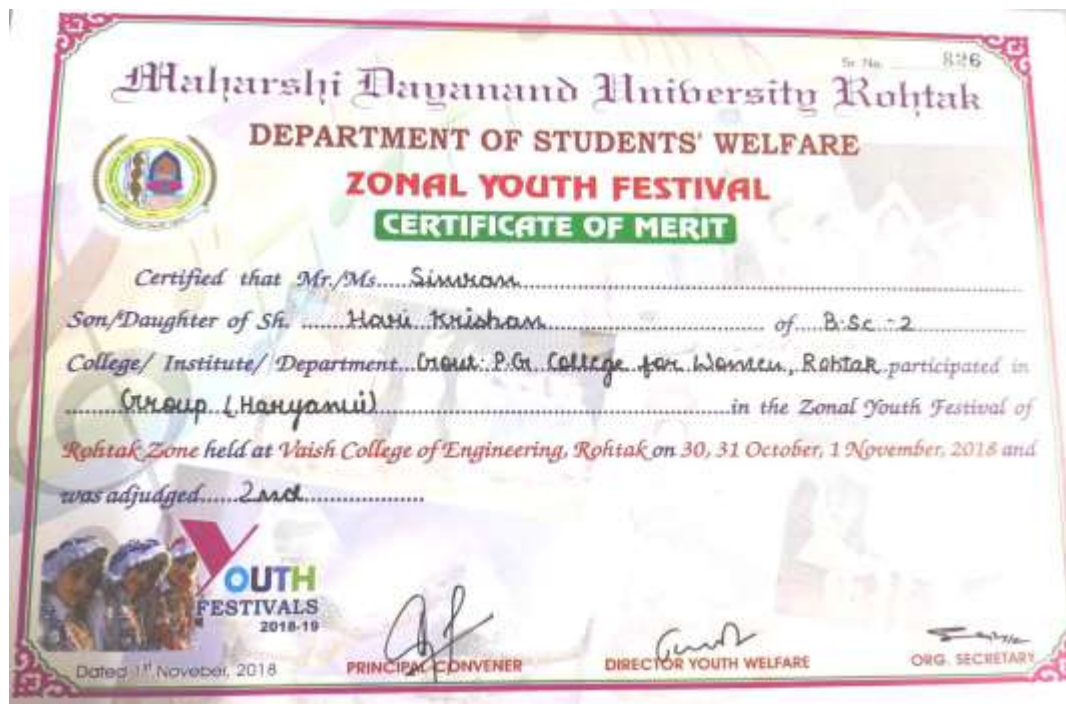 Sr. No. 826
Maharshi Dayanand University Rohtak
DEPARTMENT OF STUDENTS' WELFARE
ZONAL YOUTH FESTIVAL
CERTIFICATE OF MERIT
Certified that Mr./Ms.....Simran....................
Son/Daughter of Sh. .......Hari Krishan.................... of....B.Sc-2....................
College/ Institute/ Department...Govt. P.G. College for Women, Rohtak participated in
..........Group (Haryanvi)....................in the Zonal Youth Festival of
Rohtak Zone held at Vaish College of Engineering, Rohtak on 30, 31 October, 1 November, 2018 and
was adjudged......2nd....................
YOUTH
FESTIVALS
2018-19
Dated 1st Noveber, 2018
PRINCIPAL CONVENER
DIRECTOR YOUTH WELFARE
ORG. SECRETARY